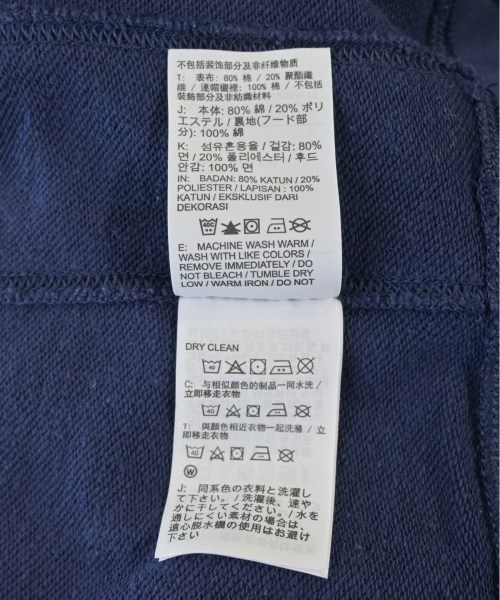 不包括装饰部分及非纤维物质
T: 表布: 80% 棉 / 20% 聚酯纖
維 / 連帽襯裡: 100% 棉 / 不包括
裝飾部分及非紡織材料
J: 本体: 80% 綿 / 20% ポリ
エステル / 裏地(フード部
分): 100% 綿
K: 섬유혼용율 / 겉감: 80%
면 / 20% 폴리에스터 / 후드
안감: 100% 면
IN: BADAN: 80% KATUN / 20%
POLIESTER / LAPISAN : 100%
KATUN / EKSKLUSIF DARI
DEKORASI
E: MACHINE WASH WARM /
WASH WITH LIKE COLORS /
REMOVE IMMEDIATELY / DO
NOT BLEACH / TUMBLE DRY
LOW / WARM IRON / DO NOT
DRY CLEAN
40
C: 与相似颜色的制品一同水洗 /
立即移走衣物
40
T: 與顏色相近衣物一起洗滌 / 立
即移走衣物
40
W
J: 同系色の衣料と洗濯し
て下さい。/ 洗濯後、速や
かに干してください。/ 水を
通しにくい素材の場合は、
遠心脱水機の使用はお避け
下さい